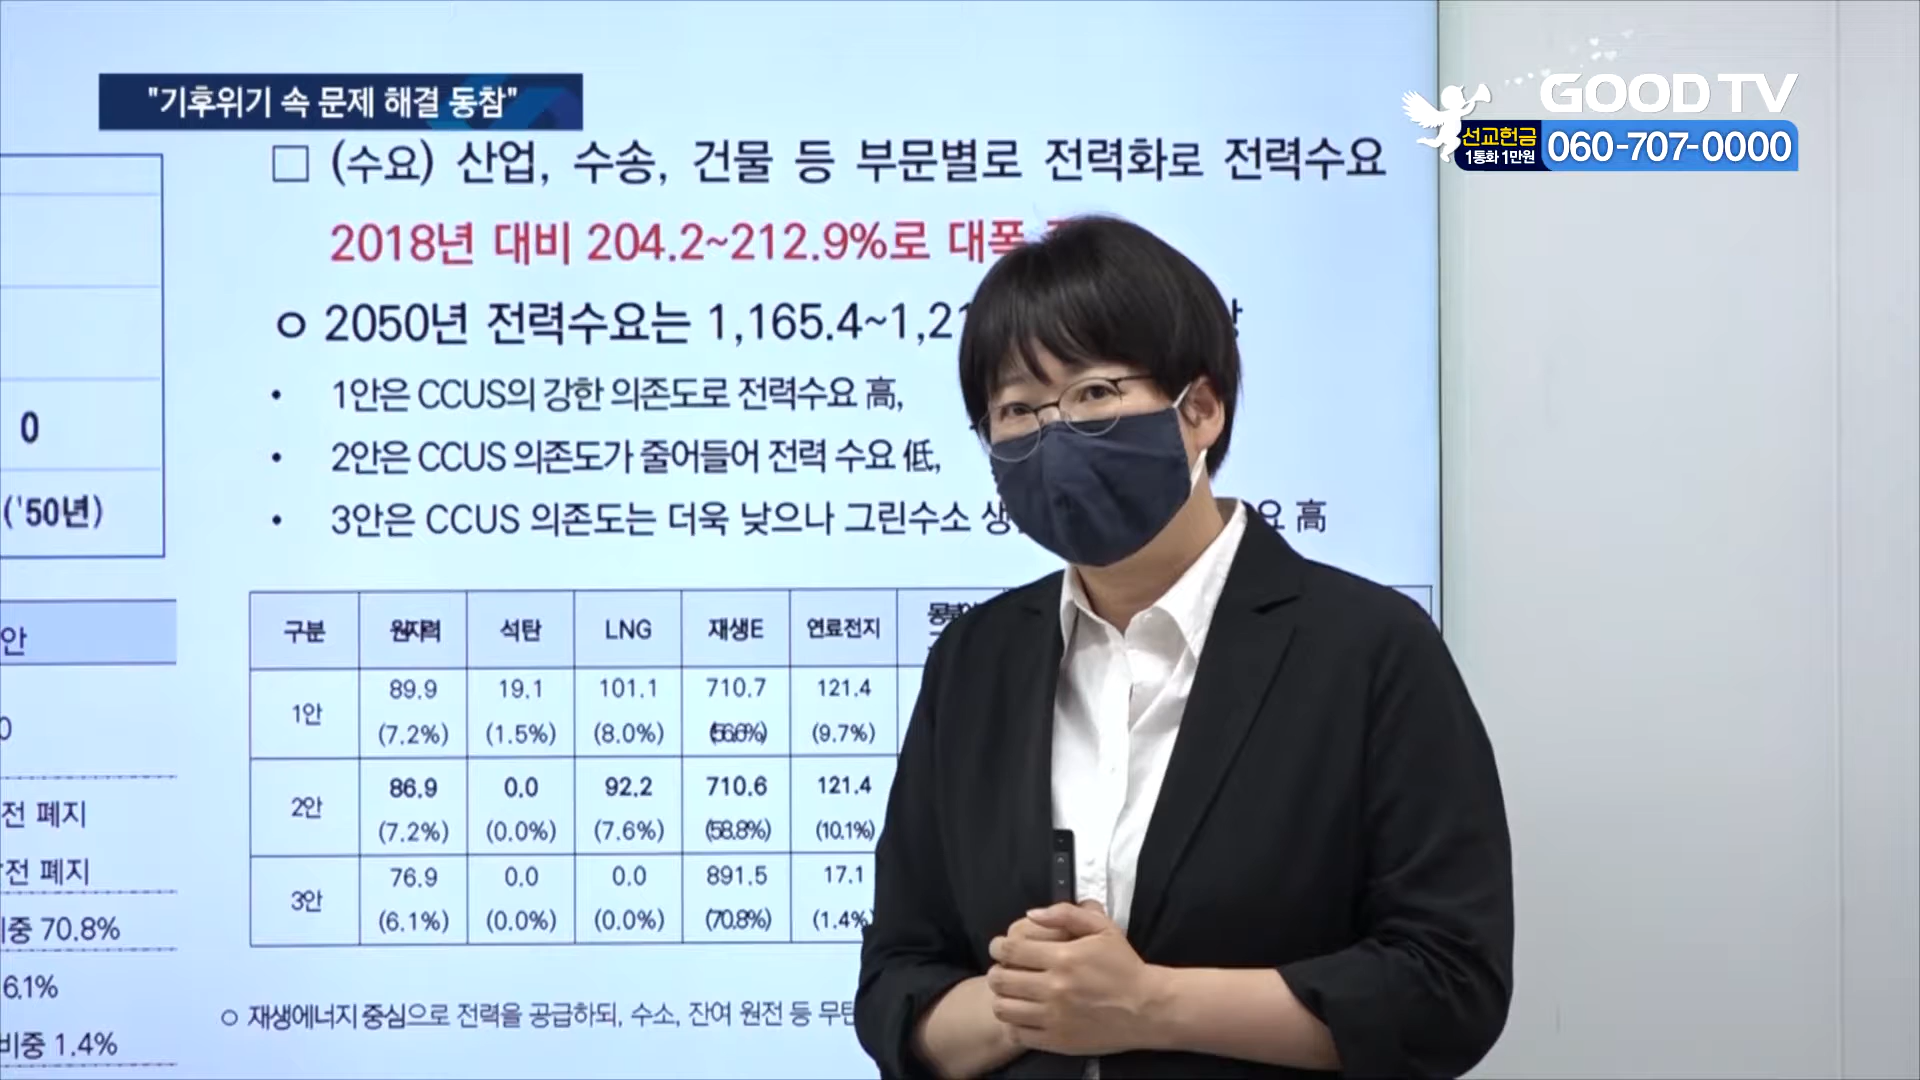 "기후위기 속 문제 해결 동참"
GOODTV
선교헌금
1통화 1만원
060-707-0000
□ (수요) 산업, 수송, 건물 등 부문별로 전력화로 전력수요
2018년 대비 204.2~212.9%로 대폭
○ 2050년 전력수요는 1,165.4~1,21
• 1안은 CCUS의 강한 의존도로 전력수요 高,
• 2안은 CCUS 의존도가 줄어들어 전력 수요 低,
• 3안은 CCUS 의존도는 더욱 낮으나 그린수소 생 요 高
0
('50년)
안
0
전 폐지
전 폐지
비중 70.8%
6.1%
비중 1.4%
구분 원자력 석탄 LNG 재생E 연료전지
1안 89.9 19.1 101.1 710.7 121.4
(7.2%) (1.5%) (8.0%) (56.6%) (9.7%)
2안 86.9 0.0 92.2 710.6 121.4
(7.2%) (0.0%) (7.6%) (58.8%) (10.1%)
3안 76.9 0.0 0.0 891.5 17.1
(6.1%) (0.0%) (0.0%) (70.8%) (1.4%)
○ 재생에너지 중심으로 전력을 공급하되, 수소, 잔여 원전 등 무탄